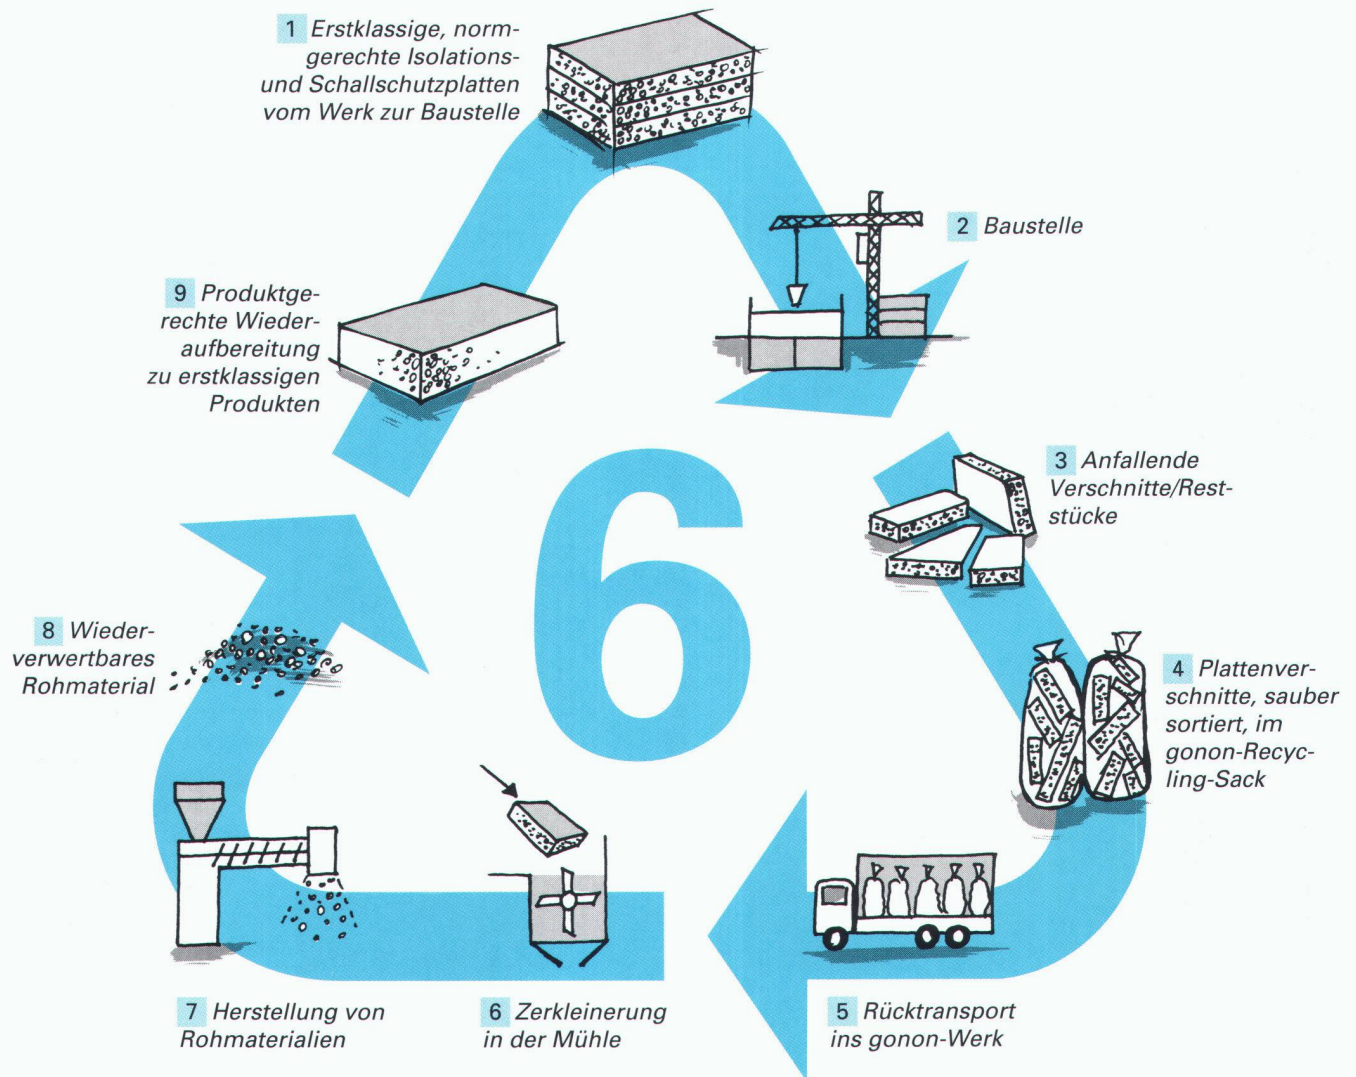 1 Erstklassige, norm-
gerechte Isolations-
und Schallschutzplatten
vom Werk zur Baustelle
2 Baustelle
3 Anfallende
Verschnitte/Rest-
stücke
4 Plattenver-
schnitte, sauber
sortiert, im
gonon-Recyc-
ling-Sack
5 Rücktransport
ins gonon-Werk
6 Zerkleinerung
in der Mühle
7 Herstellung von
Rohmaterialien
8 Wieder-
verwertbares
Rohmaterial
9 Produktge-
rechte Wieder-
aufbereitung
zu erstklassigen
Produkten
6